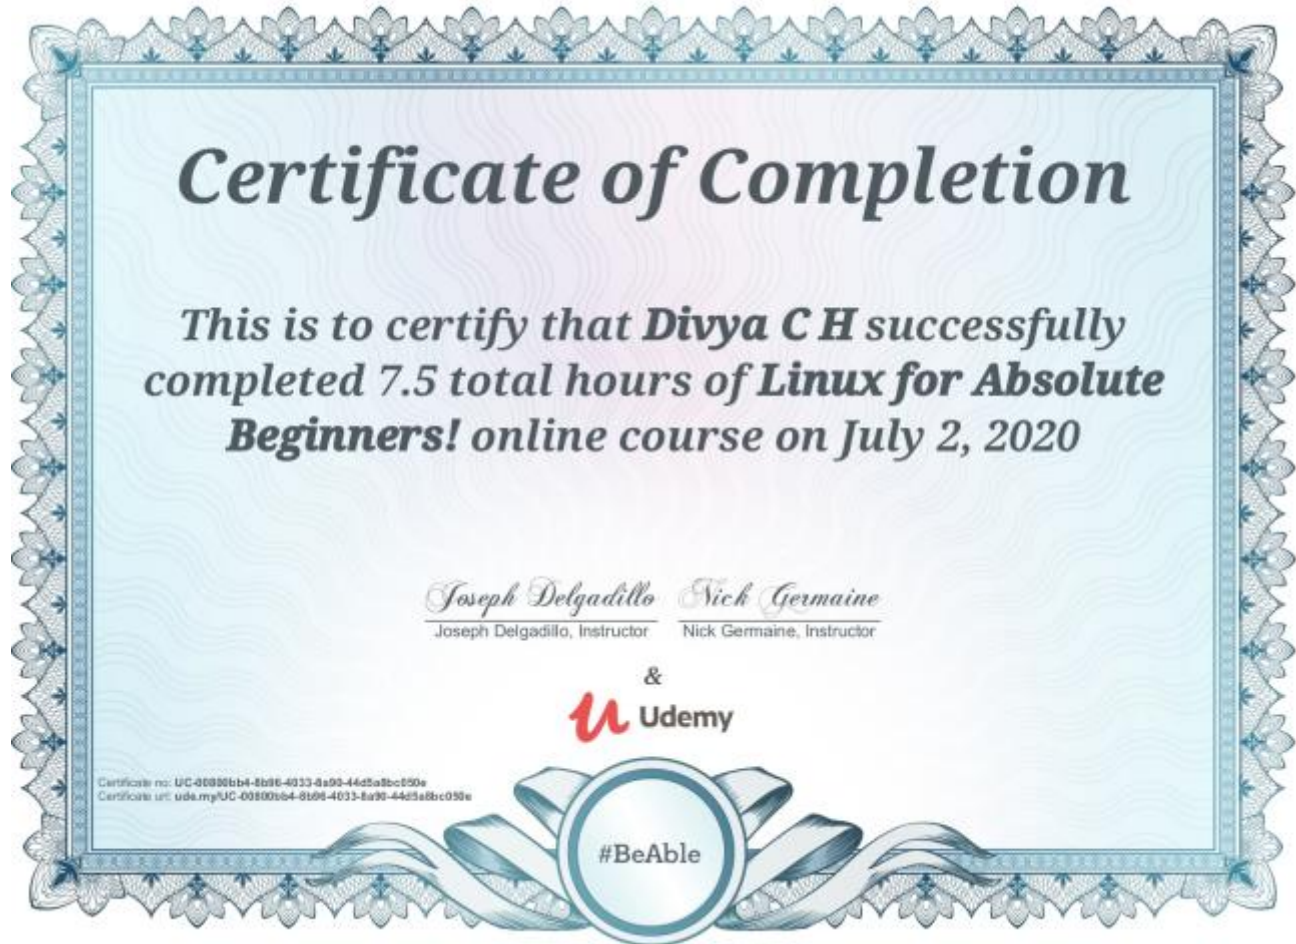 Certificate of Completion
This is to certify that Divya C H successfully
completed 7.5 total hours of Linux for Absolute
Beginners! online course on July 2, 2020
Joseph Delgadillo Nick Germaine
Joseph Delgadillo, Instructor Nick Germaine, Instructor
&
Udemy
Certificate no:
Certificate url:
#BeAble